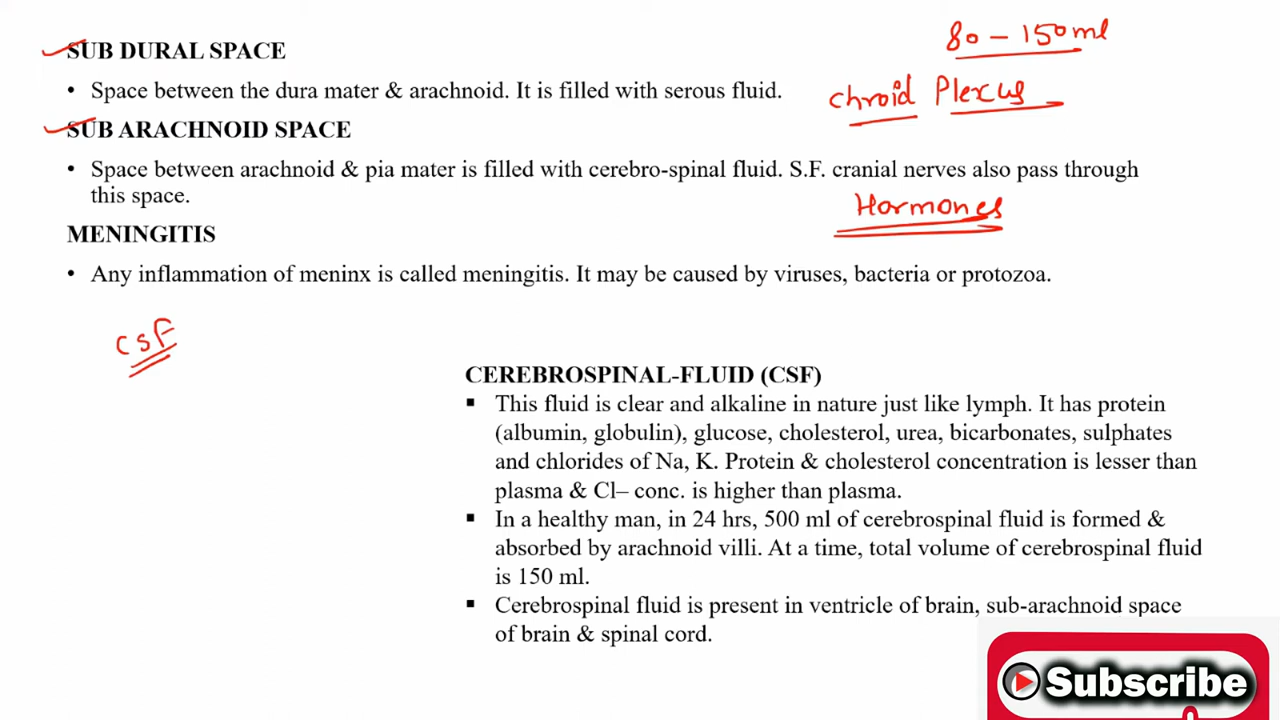 80 - 150ml
SUB DURAL SPACE
• Space between the dura mater & arachnoid. It is filled with serous fluid.
chroid Plexus
SUB ARACHNOID SPACE
• Space between arachnoid & pia mater is filled with cerebro-spinal fluid. S.F. cranial nerves also pass through
this space.
Hormones
MENINGITIS
• Any inflammation of meninx is called meningitis. It may be caused by viruses, bacteria or protozoa.
CSF
CEREBROSPINAL-FLUID (CSF)
▪ This fluid is clear and alkaline in nature just like lymph. It has protein
(albumin, globulin), glucose, cholesterol, urea, bicarbonates, sulphates
and chlorides of Na, K. Protein & cholesterol concentration is lesser than
plasma & Cl– conc. is higher than plasma.
▪ In a healthy man, in 24 hrs, 500 ml of cerebrospinal fluid is formed &
absorbed by arachnoid villi. At a time, total volume of cerebrospinal fluid
is 150 ml.
▪ Cerebrospinal fluid is present in ventricle of brain, sub-arachnoid space
of brain & spinal cord.
Subscribe